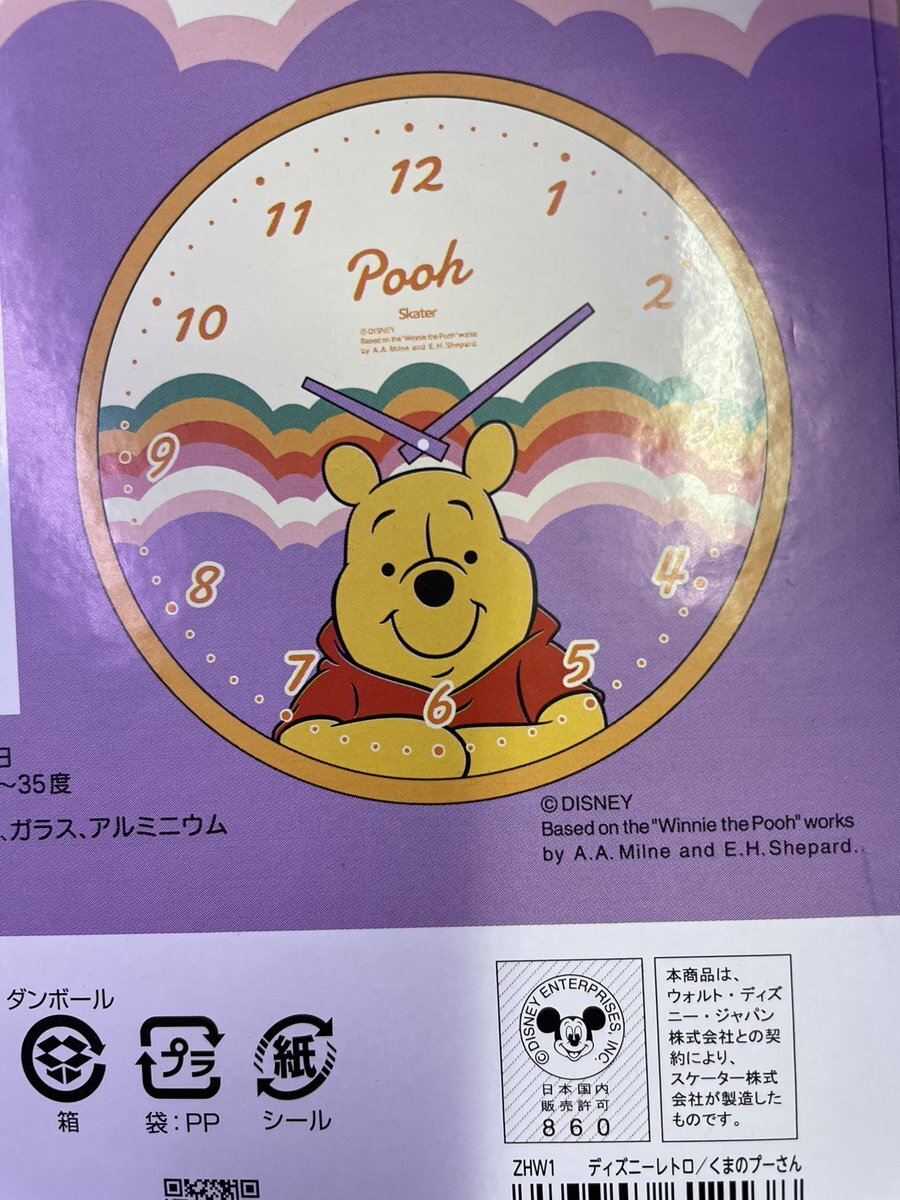 12
11
1
10
2
Pooh
Skater
©DISNEY
Based on the "Winnie the Pooh" works
by A.A. Milne and E.H. Shepard.
9
8
4
7
5
6
日
～35度
、ガラス、アルミニウム
©DISNEY
Based on the "Winnie the Pooh" works
by A.A. Milne and E.H. Shepard.
ダンボール
箱
プラ
袋:PP
紙
シール
©DISNEY ENTERPRISES INC.
日本国内
販売許可
860
本商品は、
ウォルト・ディズ
ニー・ジャパン
株式会社との契
約により、
スケーター株式
会社が製造した
ものです。
ZHW1 ディズニーレトロ/くまのプーさん